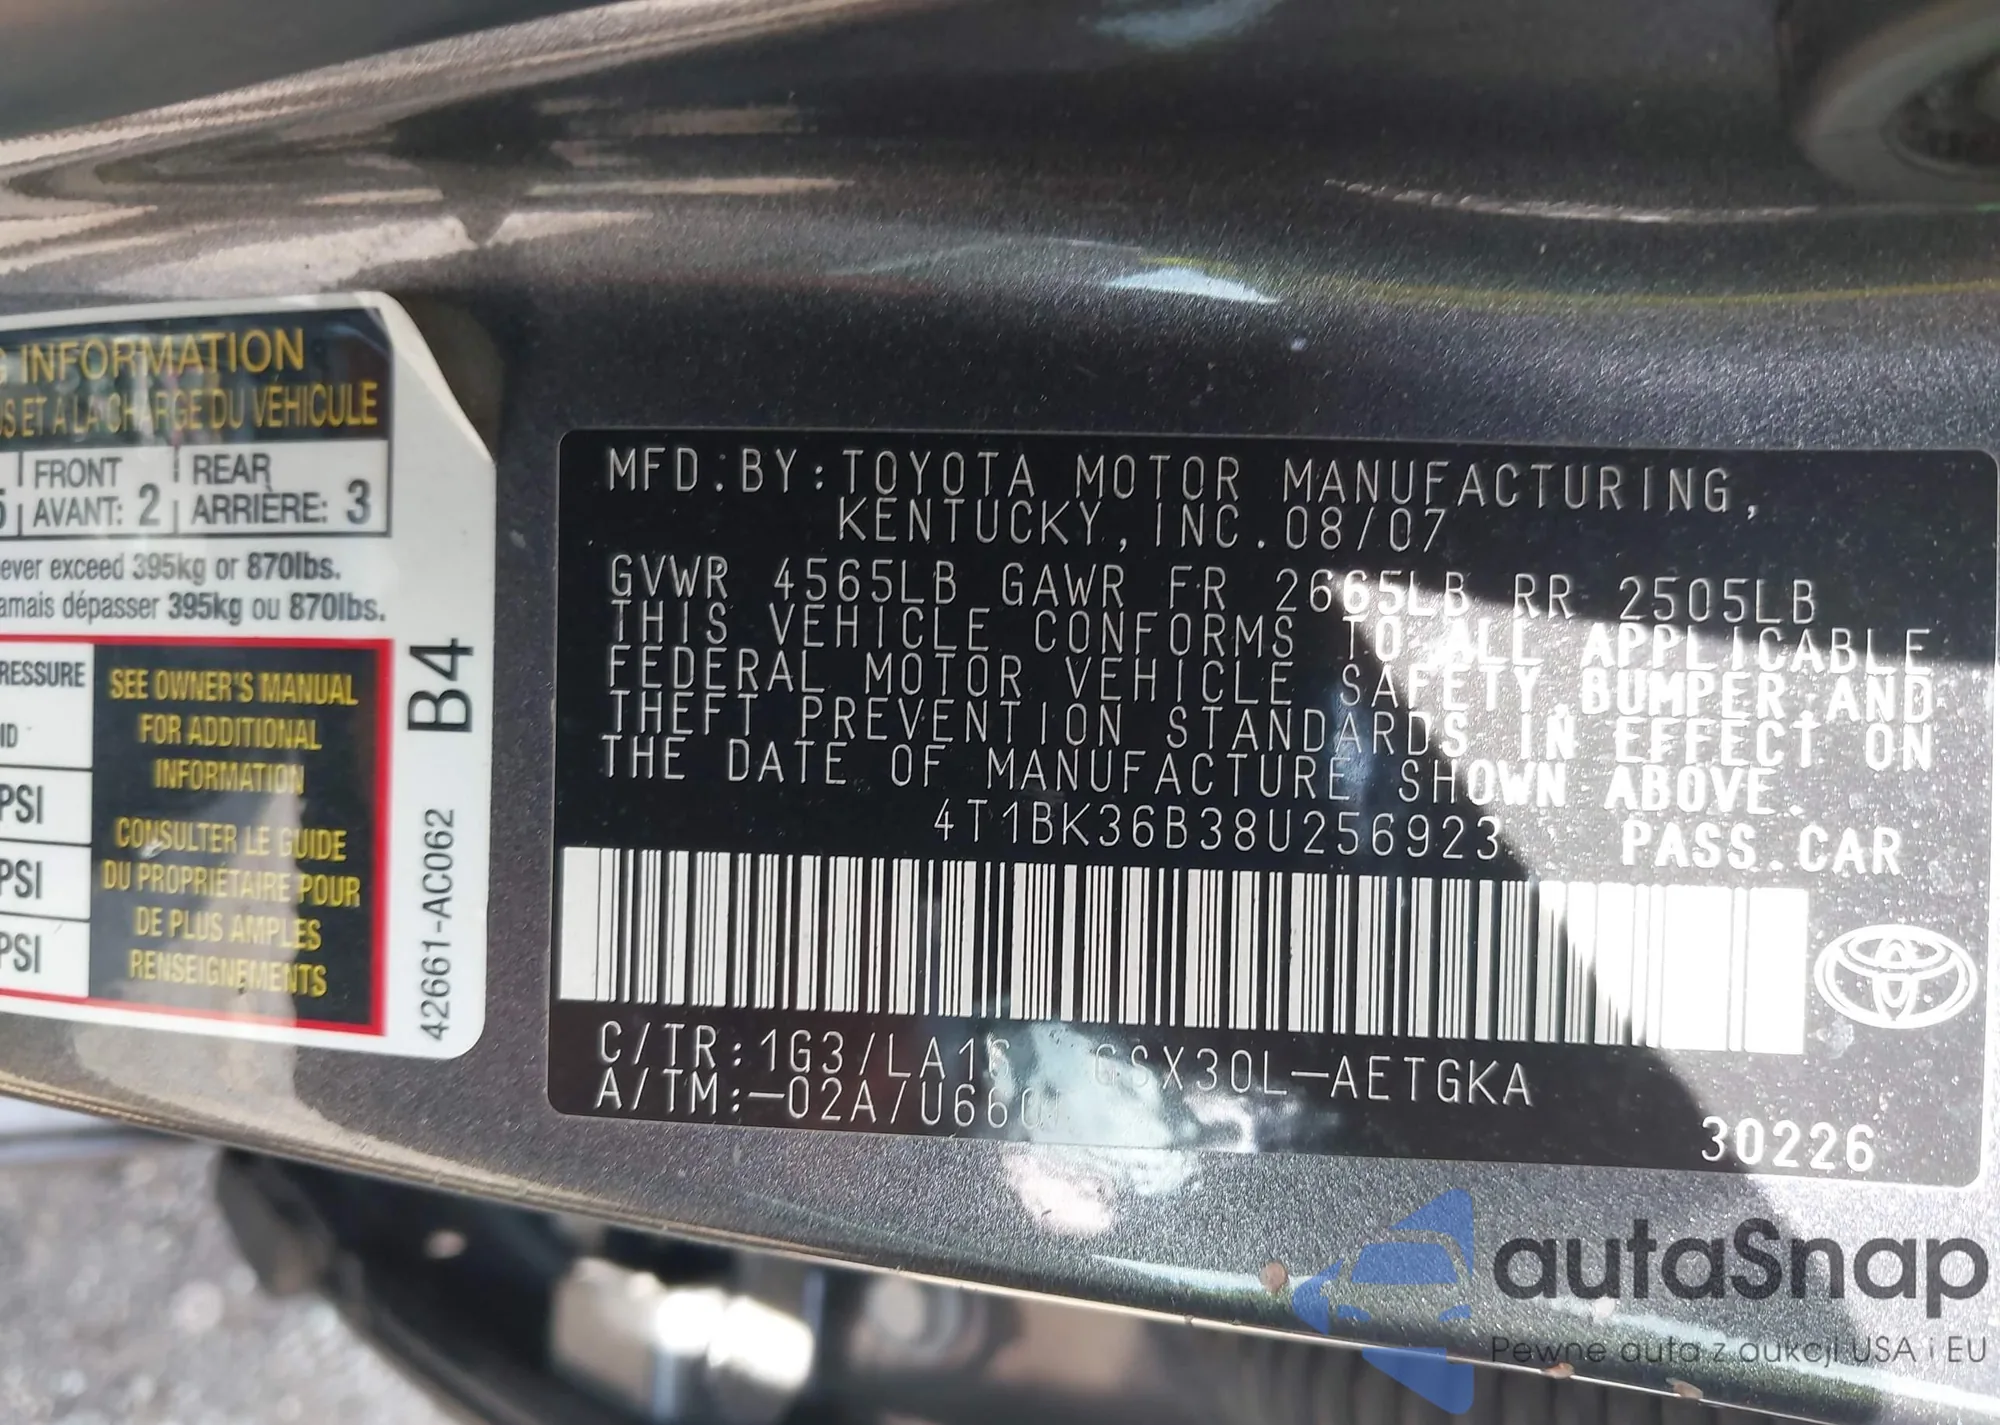 G INFORMATION
US ET À LA CHARGE DU VÉHICULE
5 FRONT REAR
AVANT: 2 ARRIÈRE: 3
ever exceed 395kg or 870lbs.
amais dépasser 395kg ou 870lbs.
RESSURE
ID
PSI
PSI
PSI
SEE OWNER'S MANUAL
FOR ADDITIONAL
INFORMATION
CONSULTER LE GUIDE
DU PROPRIÉTAIRE POUR
DE PLUS AMPLES
RENSEIGNEMENTS
42661-AC062 B4
MFD.BY:TOYOTA MOTOR MANUFACTURING,
KENTUCKY,INC.08/07
GVWR 4565LB GAWR FR 2665LB RR 2505LB
THIS VEHICLE CONFORMS TO ALL APPLICABLE
FEDERAL MOTOR VEHICLE SAFETY,BUMPER,AND
THEFT PREVENTION STANDARDS IN EFFECT ON
THE DATE OF MANUFACTURE SHOWN ABOVE.
4T1BK36B38U256923 PASS.CAR
C/TR:1G3/LA16 GSX30L-AETGKA
A/TM:-02A/U660
30226
autaSnap
Pewne auta z aukcji USA i EU